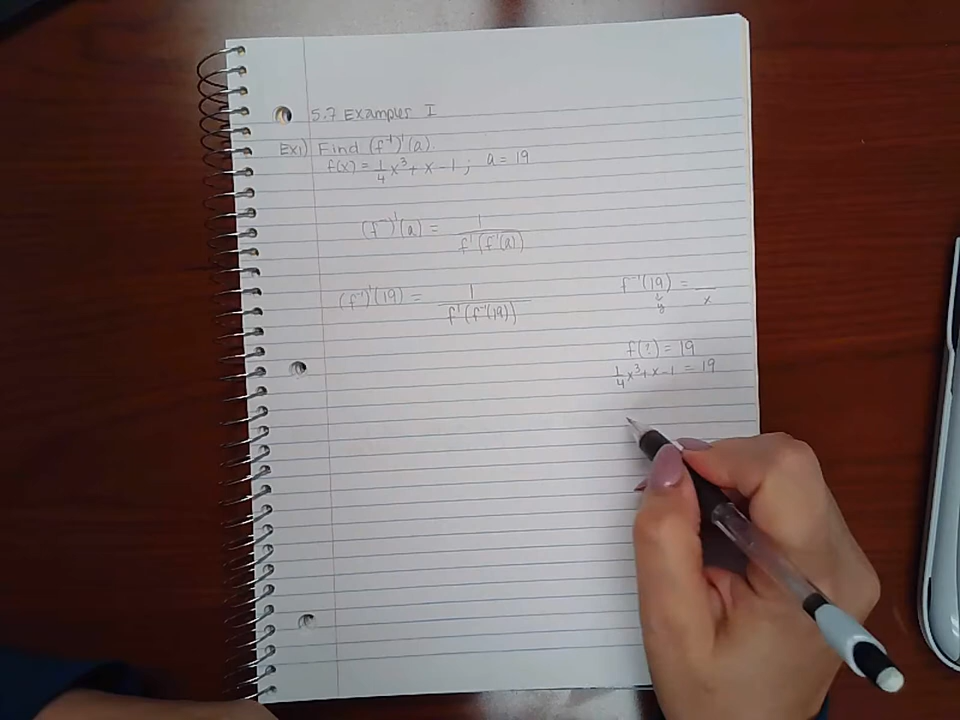 5.7 Examples I
Ex1) Find (f⁻¹)'(a).
f(x) = 1/4 x³ + x - 1 ; a = 19
(f⁻¹)'(a) = 1 / f'(f⁻¹(a))
(f⁻¹)'(19) = 1 / f'(f⁻¹(19))
f⁻¹(19) = __
y x
f(?) = 19
1/4 x³ + x - 1 = 19